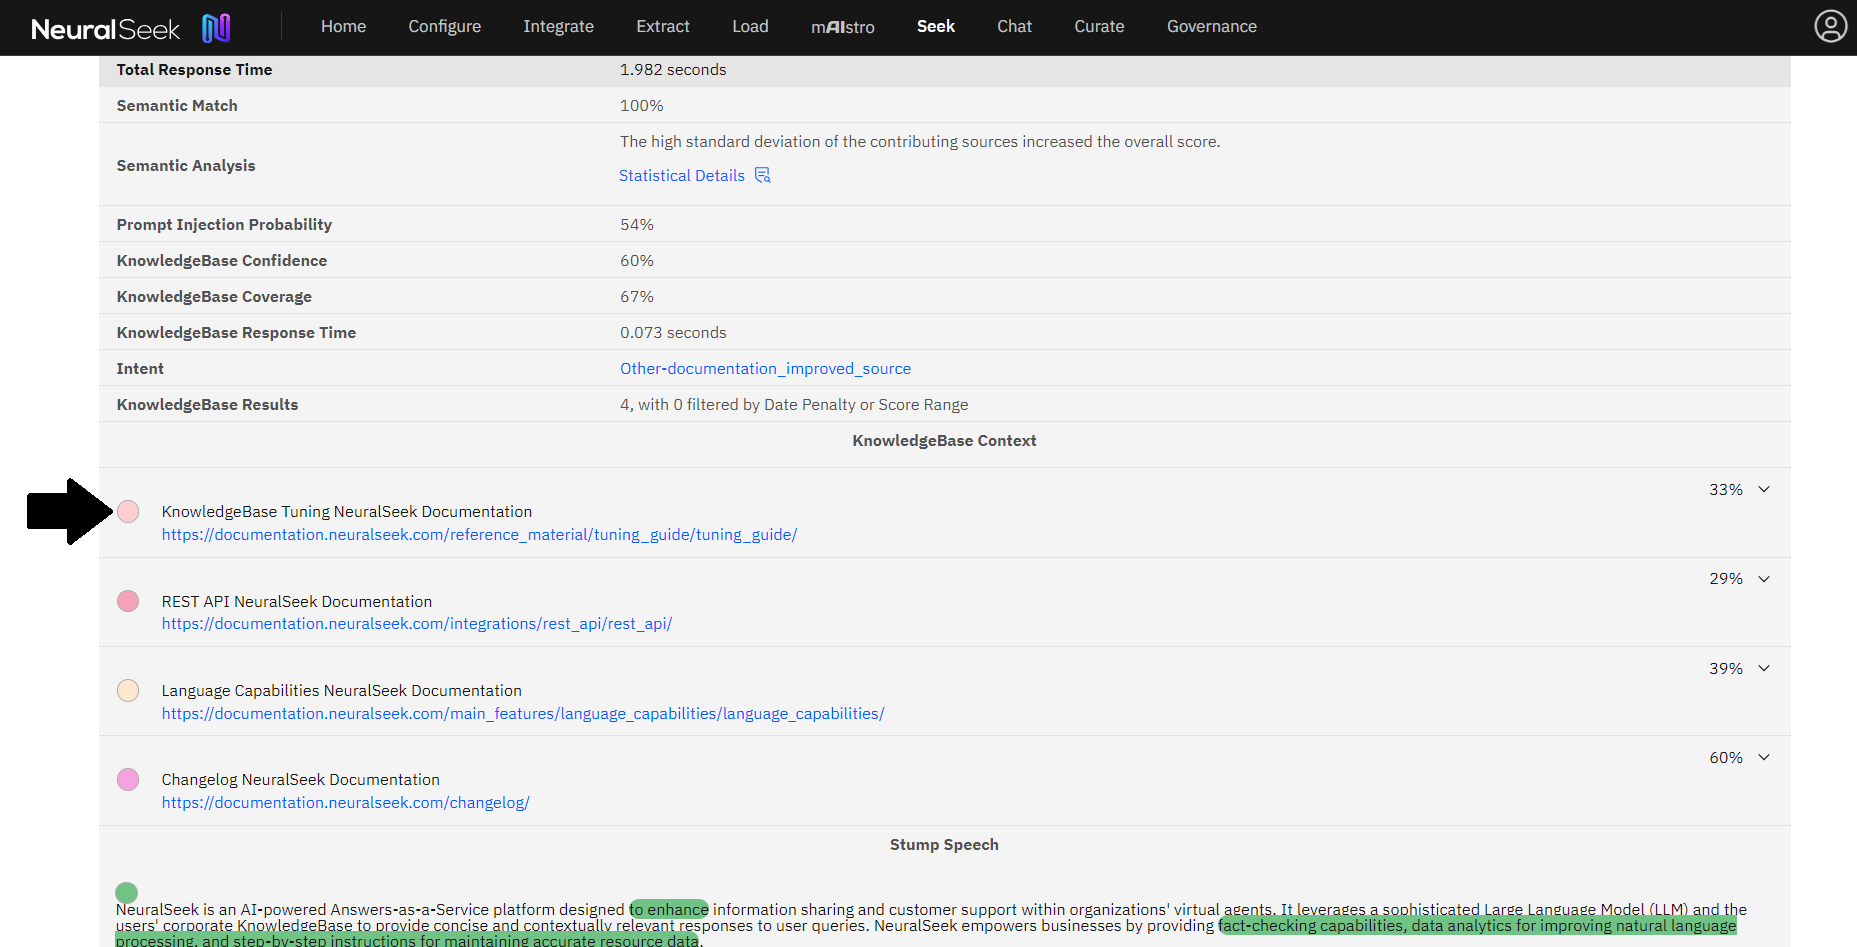 NeuralSeek Home Configure Integrate Extract Load mAIstro Seek Chat Curate Governance
Total Response Time 1.982 seconds
Semantic Match 100%
Semantic Analysis The high standard deviation of the contributing sources increased the overall score.
Statistical Details
Prompt Injection Probability 54%
KnowledgeBase Confidence 60%
KnowledgeBase Coverage 67%
KnowledgeBase Response Time 0.073 seconds
Intent Other-documentation_improved_source
KnowledgeBase Results 4, with 0 filtered by Date Penalty or Score Range
KnowledgeBase Context
33%
KnowledgeBase Tuning NeuralSeek Documentation
https://documentation.neuralseek.com/reference_material/tuning_guide/tuning_guide/
29%
REST API NeuralSeek Documentation
https://documentation.neuralseek.com/integrations/rest_api/rest_api/
39%
Language Capabilities NeuralSeek Documentation
https://documentation.neuralseek.com/main_features/language_capabilities/language_capabilities/
60%
Changelog NeuralSeek Documentation
https://documentation.neuralseek.com/changelog/
Stump Speech
NeuralSeek is an AI-powered Answers-as-a-Service platform designed to enhance information sharing and customer support within organizations' virtual agents. It leverages a sophisticated Large Language Model (LLM) and the
users' corporate KnowledgeBase to provide concise and contextually relevant responses to user queries. NeuralSeek empowers businesses by providing fact-checking capabilities, data analytics for improving natural language
processing, and step-by-step instructions for maintaining accurate resource data.